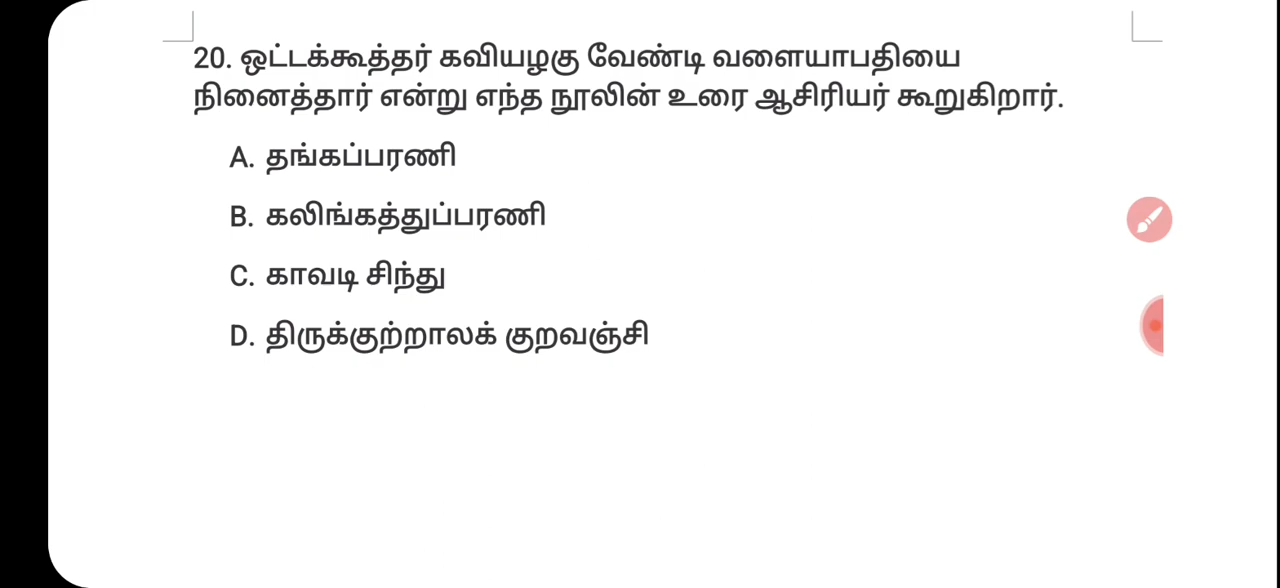 20. ஒட்டக்கூத்தர் கவியழகு வேண்டி வளையாபதியை
நினைத்தார் என்று எந்த நூலின் உரை ஆசிரியர் கூறுகிறார்.
A. தங்கப்பரணி
B. கலிங்கத்துப்பரணி
C. காவடி சிந்து
D. திருக்குற்றாலக் குறவஞ்சி